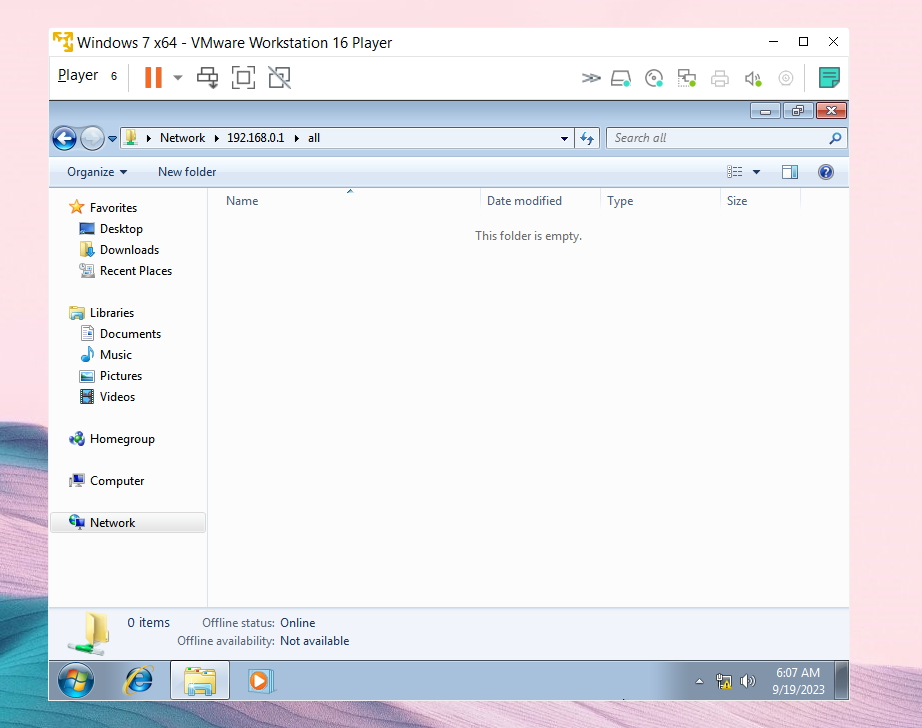 Windows 7 x64 - VMware Workstation 16 Player
Player 6
Network 192.168.0.1 all
Search all
Organize New folder
Name Date modified Type Size
This folder is empty.
Favorites
Desktop
Downloads
Recent Places
Libraries
Documents
Music
Pictures
Videos
Homegroup
Computer
Network
0 items Offline status: Online
Offline availability: Not available
6:07 AM
9/19/2023